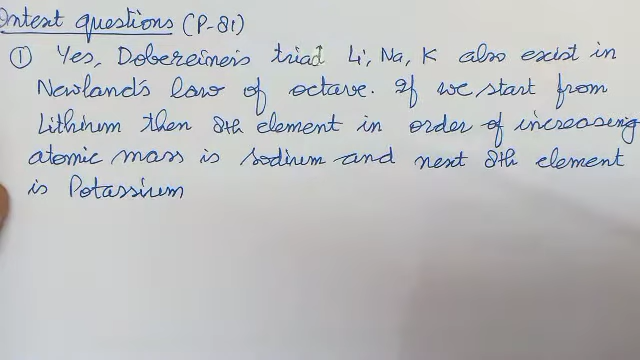 Intext questions (P-81)
① Yes, Dobereiner's triad Li, Na, K also exist in
Newland's law of octave. If we start from
Lithium then 8th element in order of increasing
atomic mass is sodium and next 8th element
is Potassium